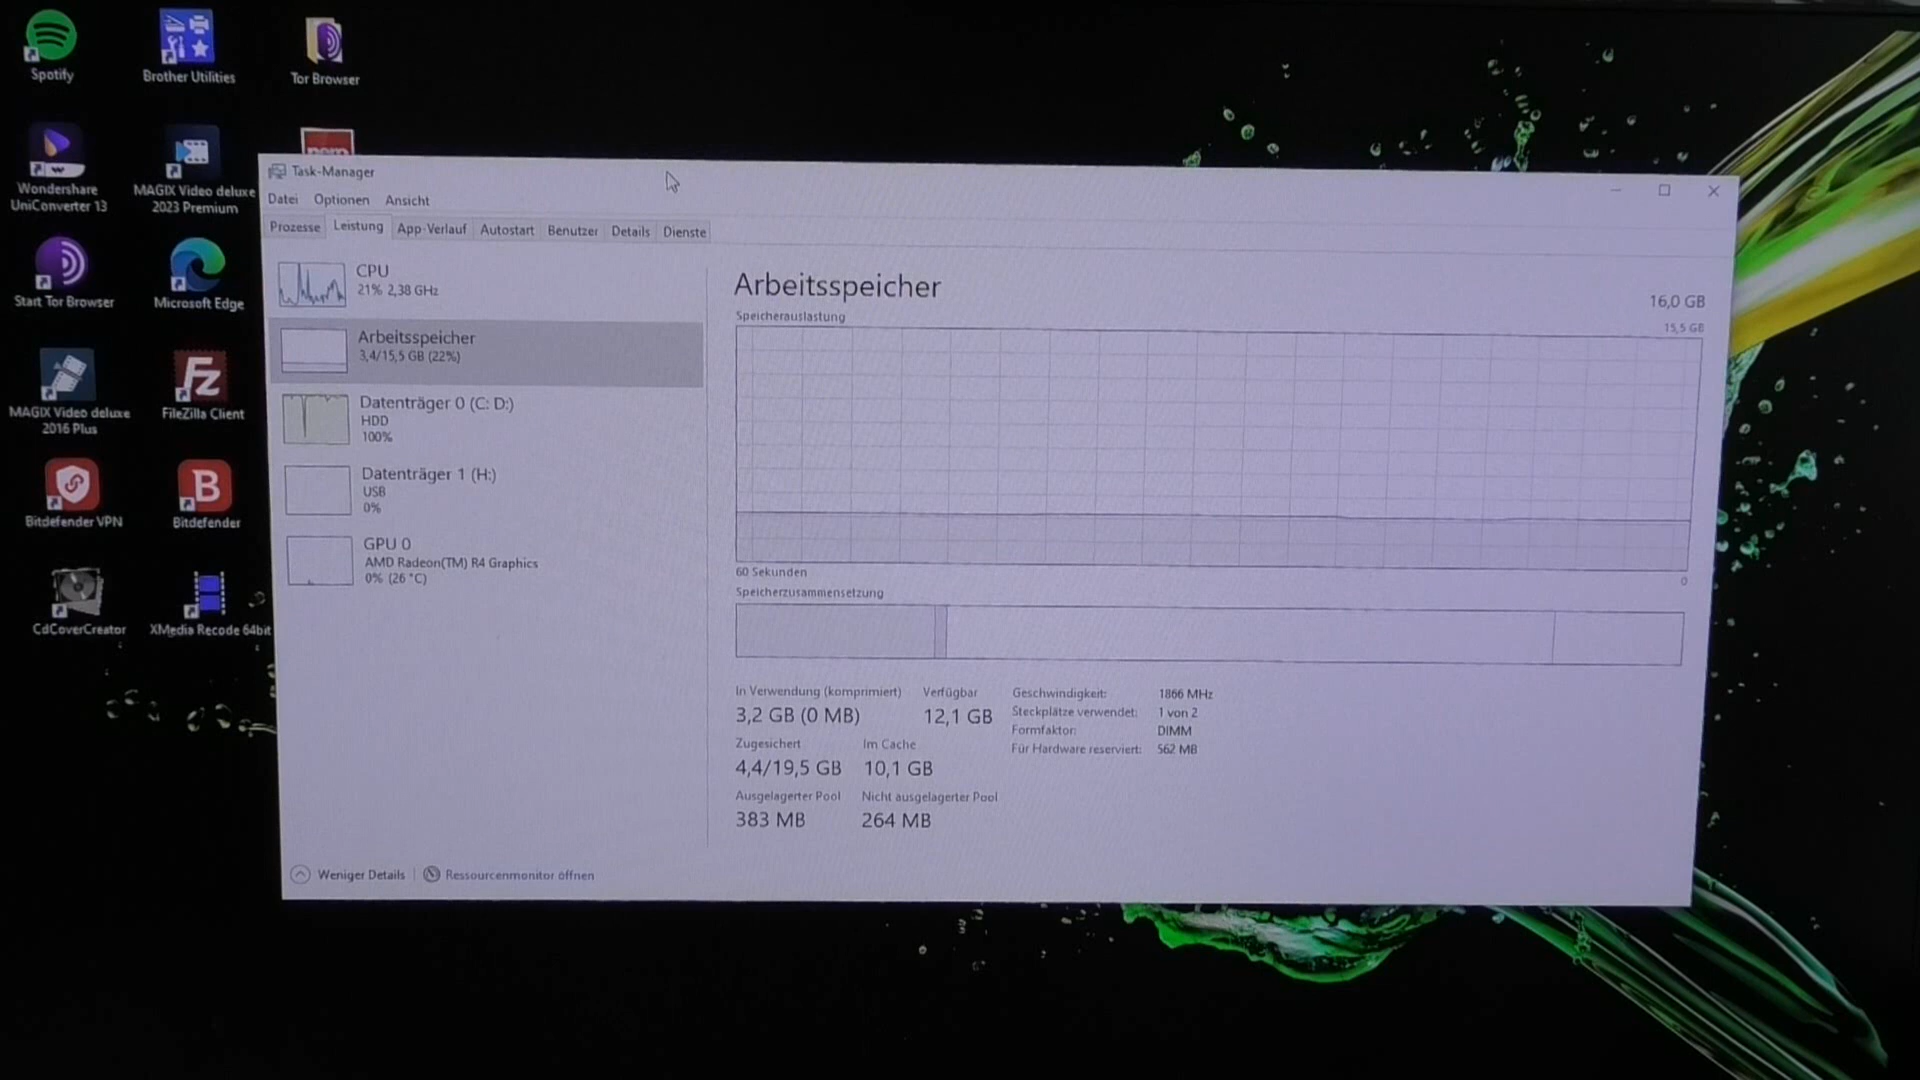 Spotify
Brother Utilities
Tor Browser
Wondershare
UniConverter 13
MAGIX Video deluxe
2023 Premium
Start Tor Browser
Microsoft Edge
MAGIX Video deluxe
2016 Plus
Fz
FileZilla Client
Bitdefender VPN
B
Bitdefender
CdCoverCreator
XMedia Recode 64bit
Task-Manager
Datei Optionen Ansicht
Prozesse Leistung App-Verlauf Autostart Benutzer Details Dienste
CPU
21% 2,38 GHz
Arbeitsspeicher
3,4/15,5 GB (22%)
Datenträger 0 (C: D:)
HDD
100%
Datenträger 1 (H:)
USB
0%
GPU 0
AMD Radeon(TM) R4 Graphics
0% (26 °C)
Arbeitsspeicher
16,0 GB
Speicherauslastung
15,5 GB
60 Sekunden
0
Speicherzusammensetzung
In Verwendung (komprimiert)
3,2 GB (0 MB)
Verfügbar
12,1 GB
Zugesichert
4,4/19,5 GB
Im Cache
10,1 GB
Ausgelagerter Pool
383 MB
Nicht ausgelagerter Pool
264 MB
Geschwindigkeit: 1866 MHz
Steckplätze verwendet: 1 von 2
Formfaktor: DIMM
Für Hardware reserviert: 562 MB
Weniger Details
Ressourcenmonitor öffnen